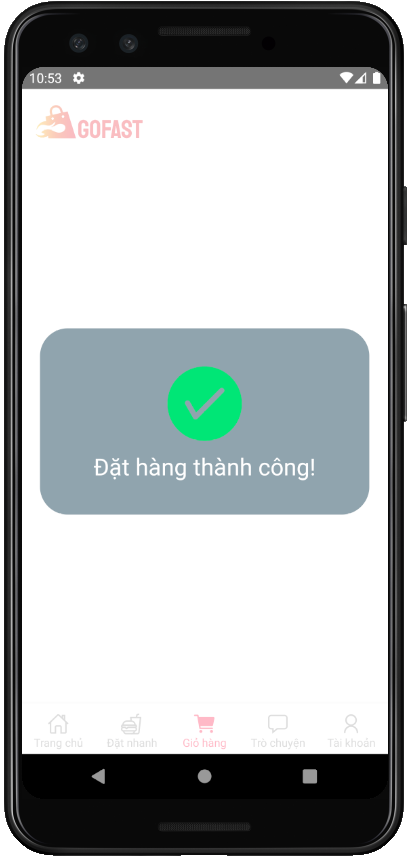 10:53
GOFAST
Đặt hàng thành công!
Trang chủ
Đặt nhanh
Giỏ hàng
Trò chuyện
Tài khoản